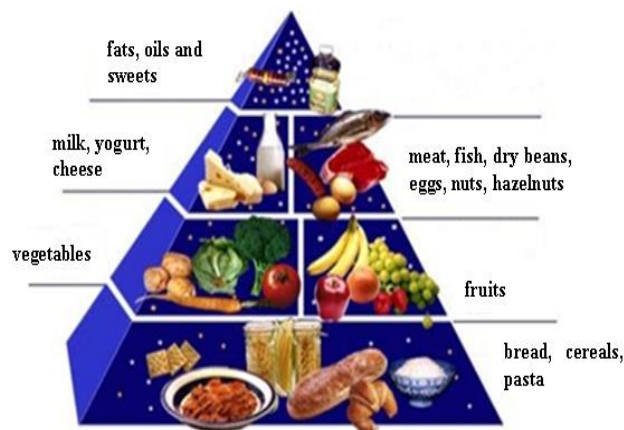 fats, oils and
sweets
milk, yogurt,
cheese
meat, fish, dry beans,
eggs, nuts, hazelnuts
vegetables
fruits
bread, cereals,
pasta